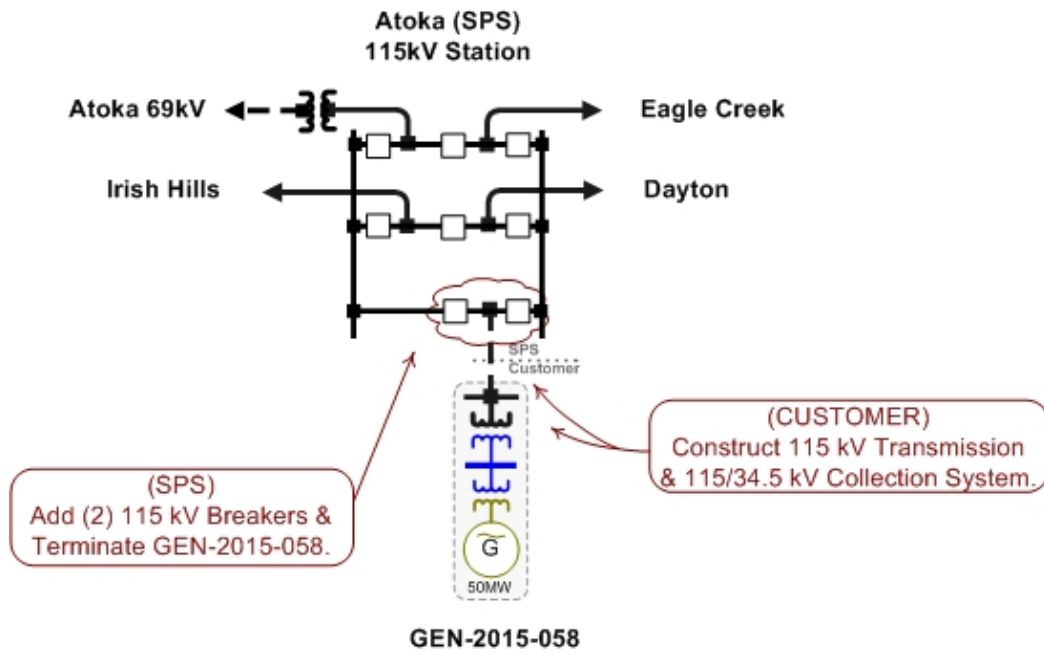 Atoka (SPS)
115kV Station
Atoka 69kV
Eagle Creek
Irish Hills
Dayton
SPS
Customer
(CUSTOMER)
Construct 115 kV Transmission
& 115/34.5 kV Collection System.
(SPS)
Add (2) 115 kV Breakers &
Terminate GEN-2015-058.
G
50MW
GEN-2015-058